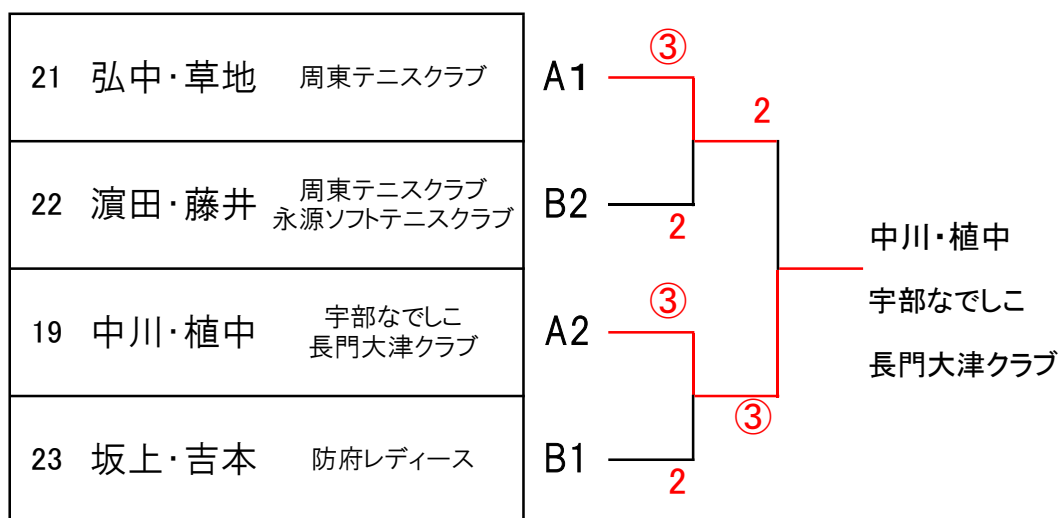 21 弘中・草地 周東テニスクラブ A1 ③
2
22 濵田・藤井 周東テニスクラブ
永源ソフトテニスクラブ B2 2
19 中川・植中 宇部なでしこ
長門大津クラブ A2 ③
③
23 坂上・吉本 防府レディース B1 2
中川・植中
宇部なでしこ
長門大津クラブ